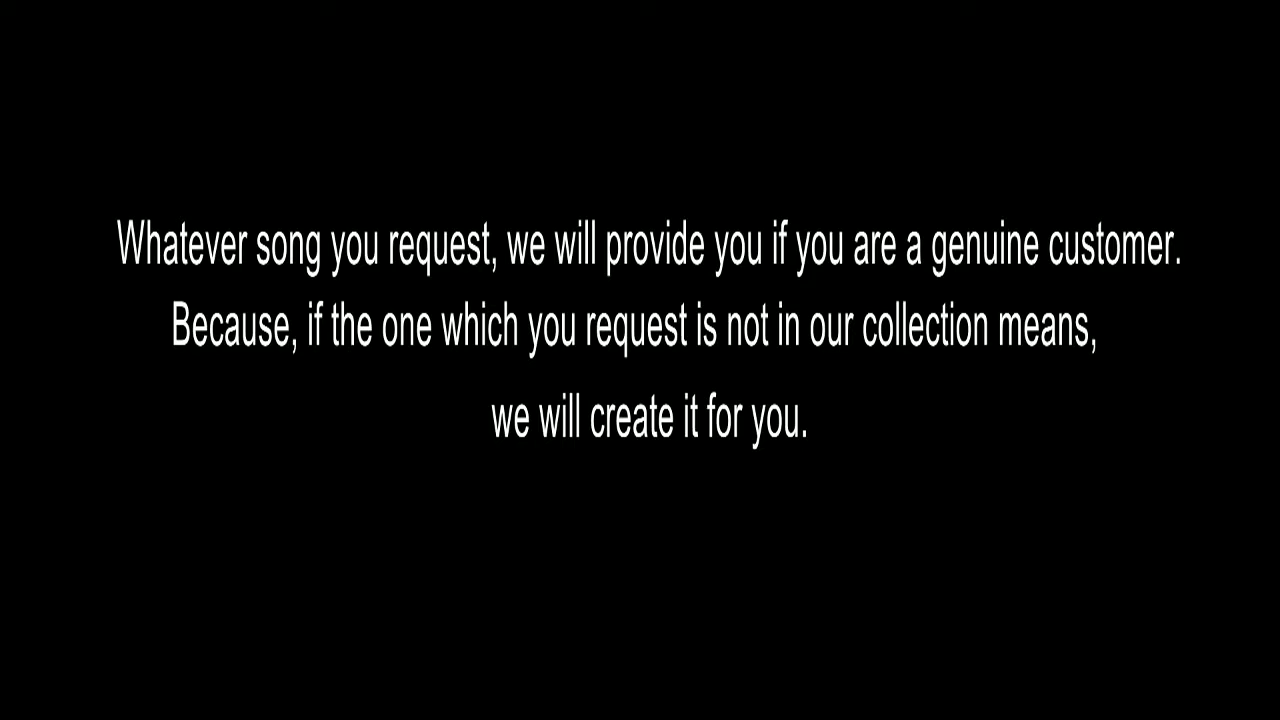 Whatever song you request, we will provide you if you are a genuine customer.
Because, if the one which you request is not in our collection means,
we will create it for you.